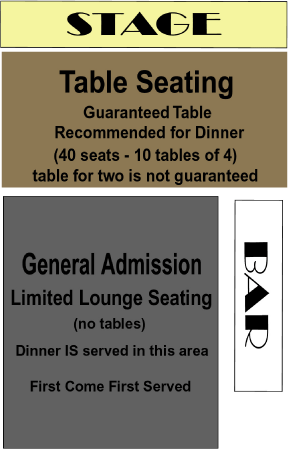 STAGE
Table Seating
Guaranteed Table
Recommended for Dinner
(40 seats - 10 tables of 4)
table for two is not guaranteed
General Admission
Limited Lounge Seating
(no tables)
Dinner IS served in this area
First Come First Served
BAR